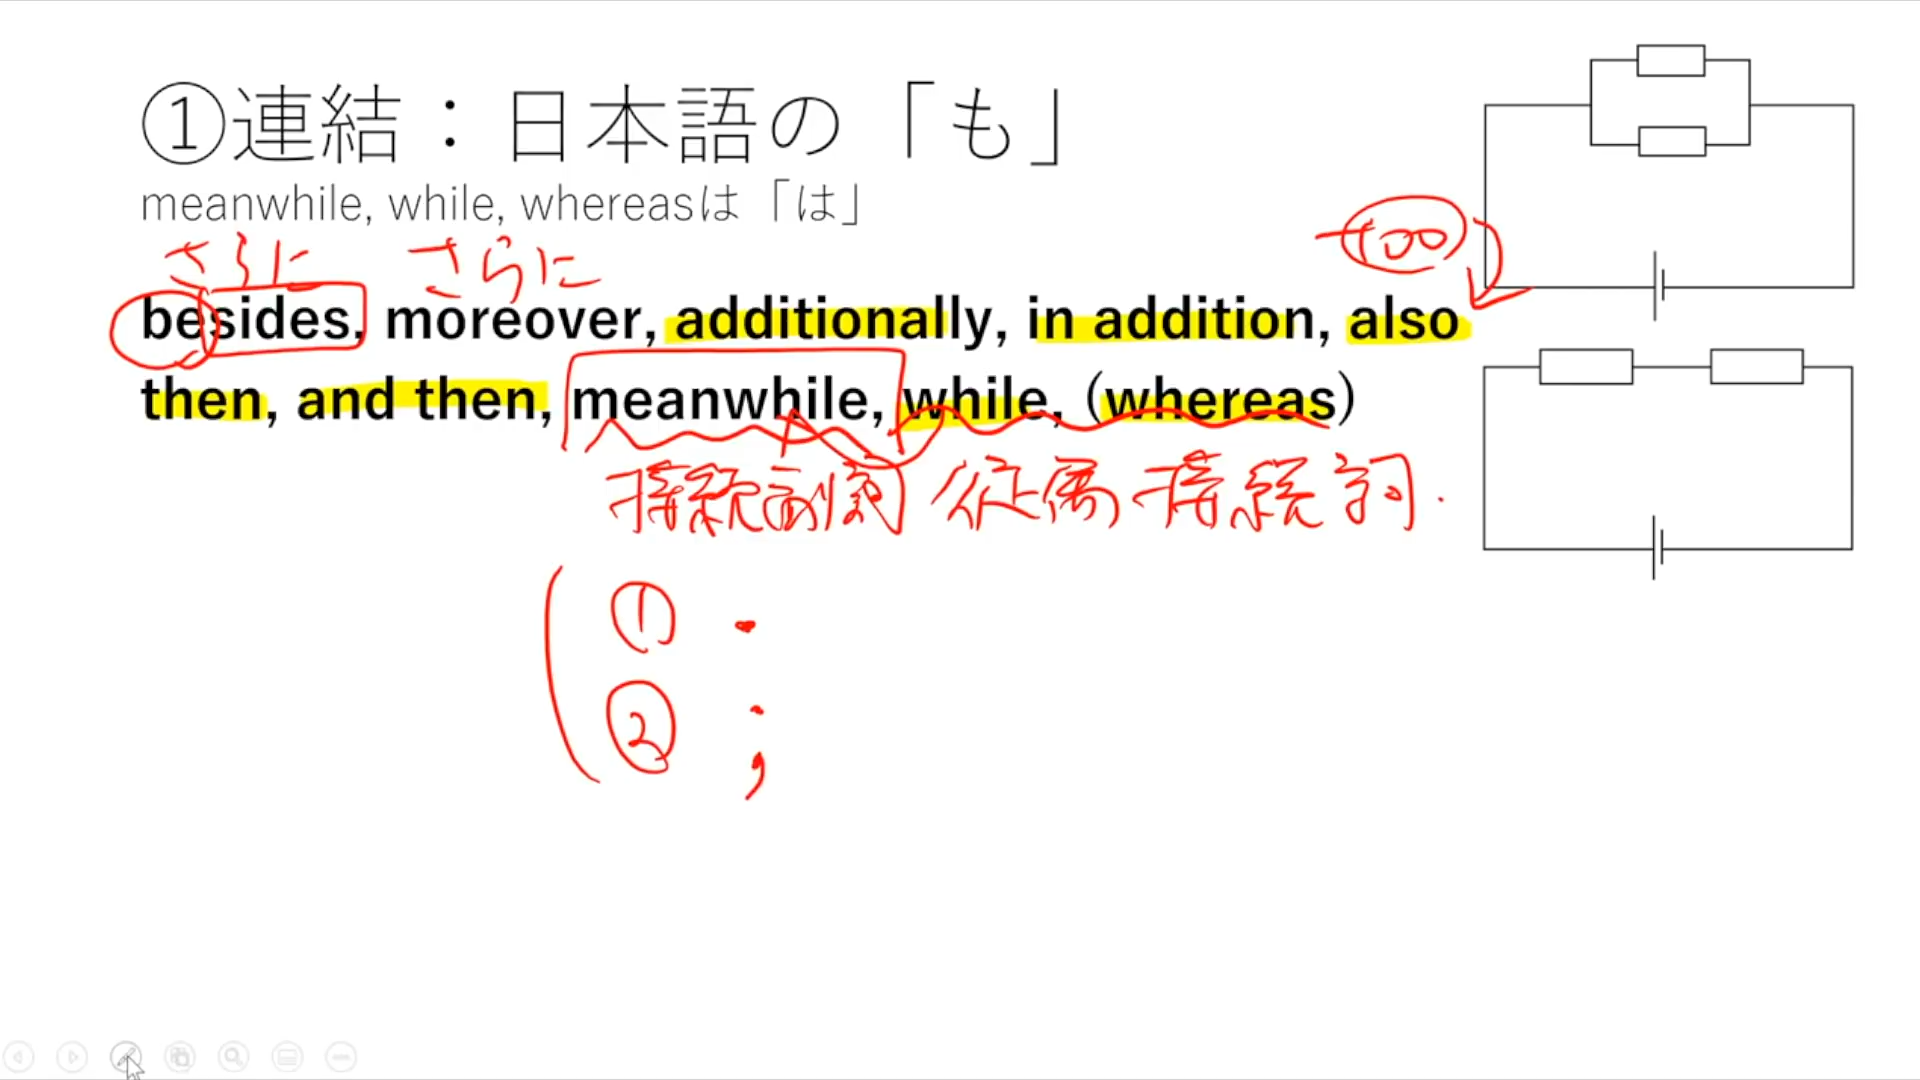 ①連結：日本語の「も」
meanwhile, while, whereasは「は」
さらに さらに
too
besides, moreover, additionally, in addition, also
then, and then, meanwhile, while, (whereas)
接続副詞 従属接続詞.
① .
② ;